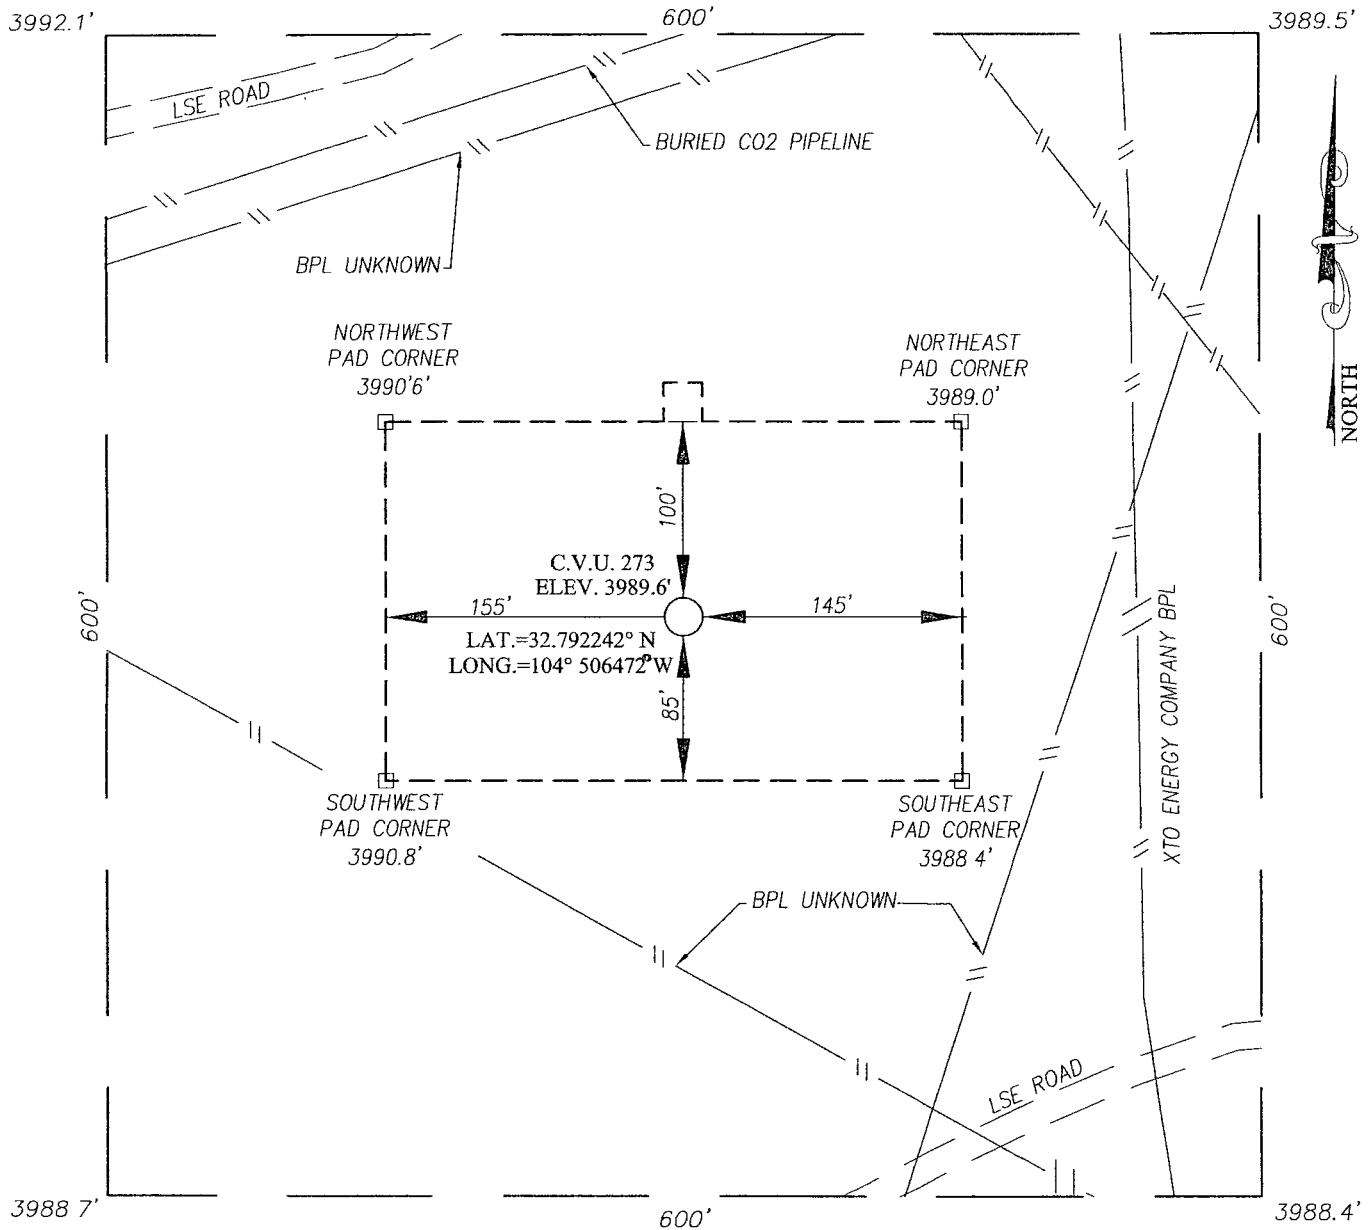 3992.1'
600'
3989.5'
LSE ROAD
BURIED CO2 PIPELINE
BPL UNKNOWN
NORTHWEST
PAD CORNER
3990'6'
NORTHEAST
PAD CORNER
3989.0'
NORTH
100'
C.V.U. 273
ELEV. 3989.6'
155'
145'
LAT.=32.792242° N
LONG.=104° 506472°W
85'
600'
600'
XTO ENERGY COMPANY BPL
SOUTHWEST
PAD CORNER
3990.8'
SOUTHEAST
PAD CORNER
3988 4'
BPL UNKNOWN
LSE ROAD
3988 7'
600'
3988.4'